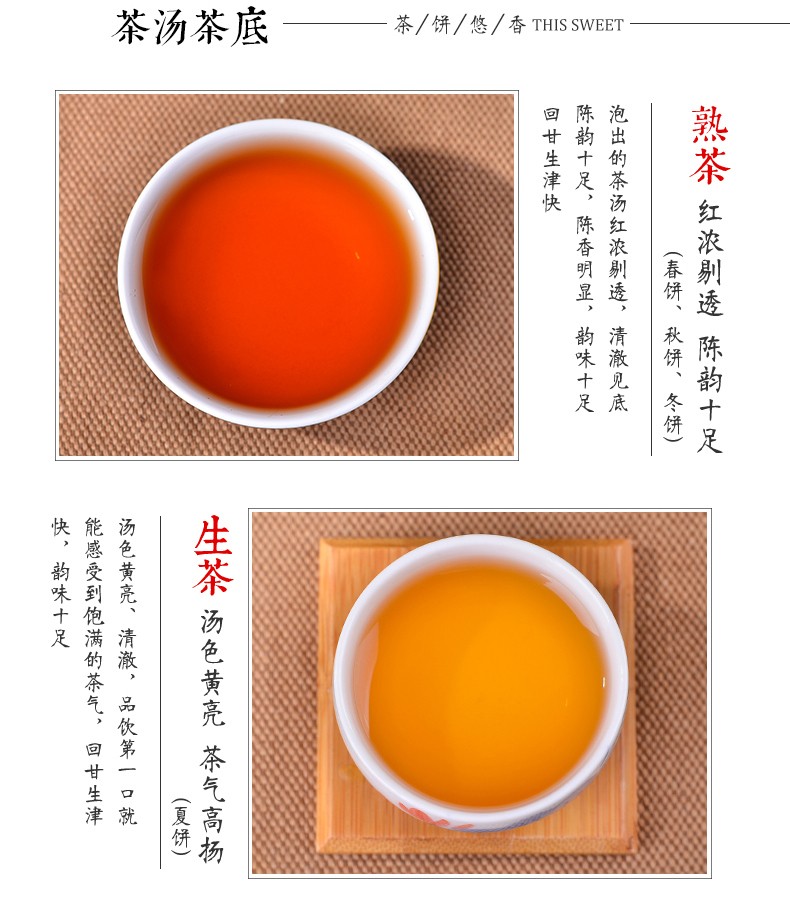 茶汤茶底
茶/饼/悠/香 THIS SWEET
熟茶 红浓剔透 陈韵十足
(春饼、秋饼、冬饼)
泡出的茶汤红浓剔透，清澈见底
陈韵十足，陈香明显，韵味十足
回甘生津快
生茶 汤色黄亮 茶气高扬
(夏饼)
汤色黄亮、清澈，品饮第一口就
能感受到饱满的茶气，回甘生津
快，韵味十足